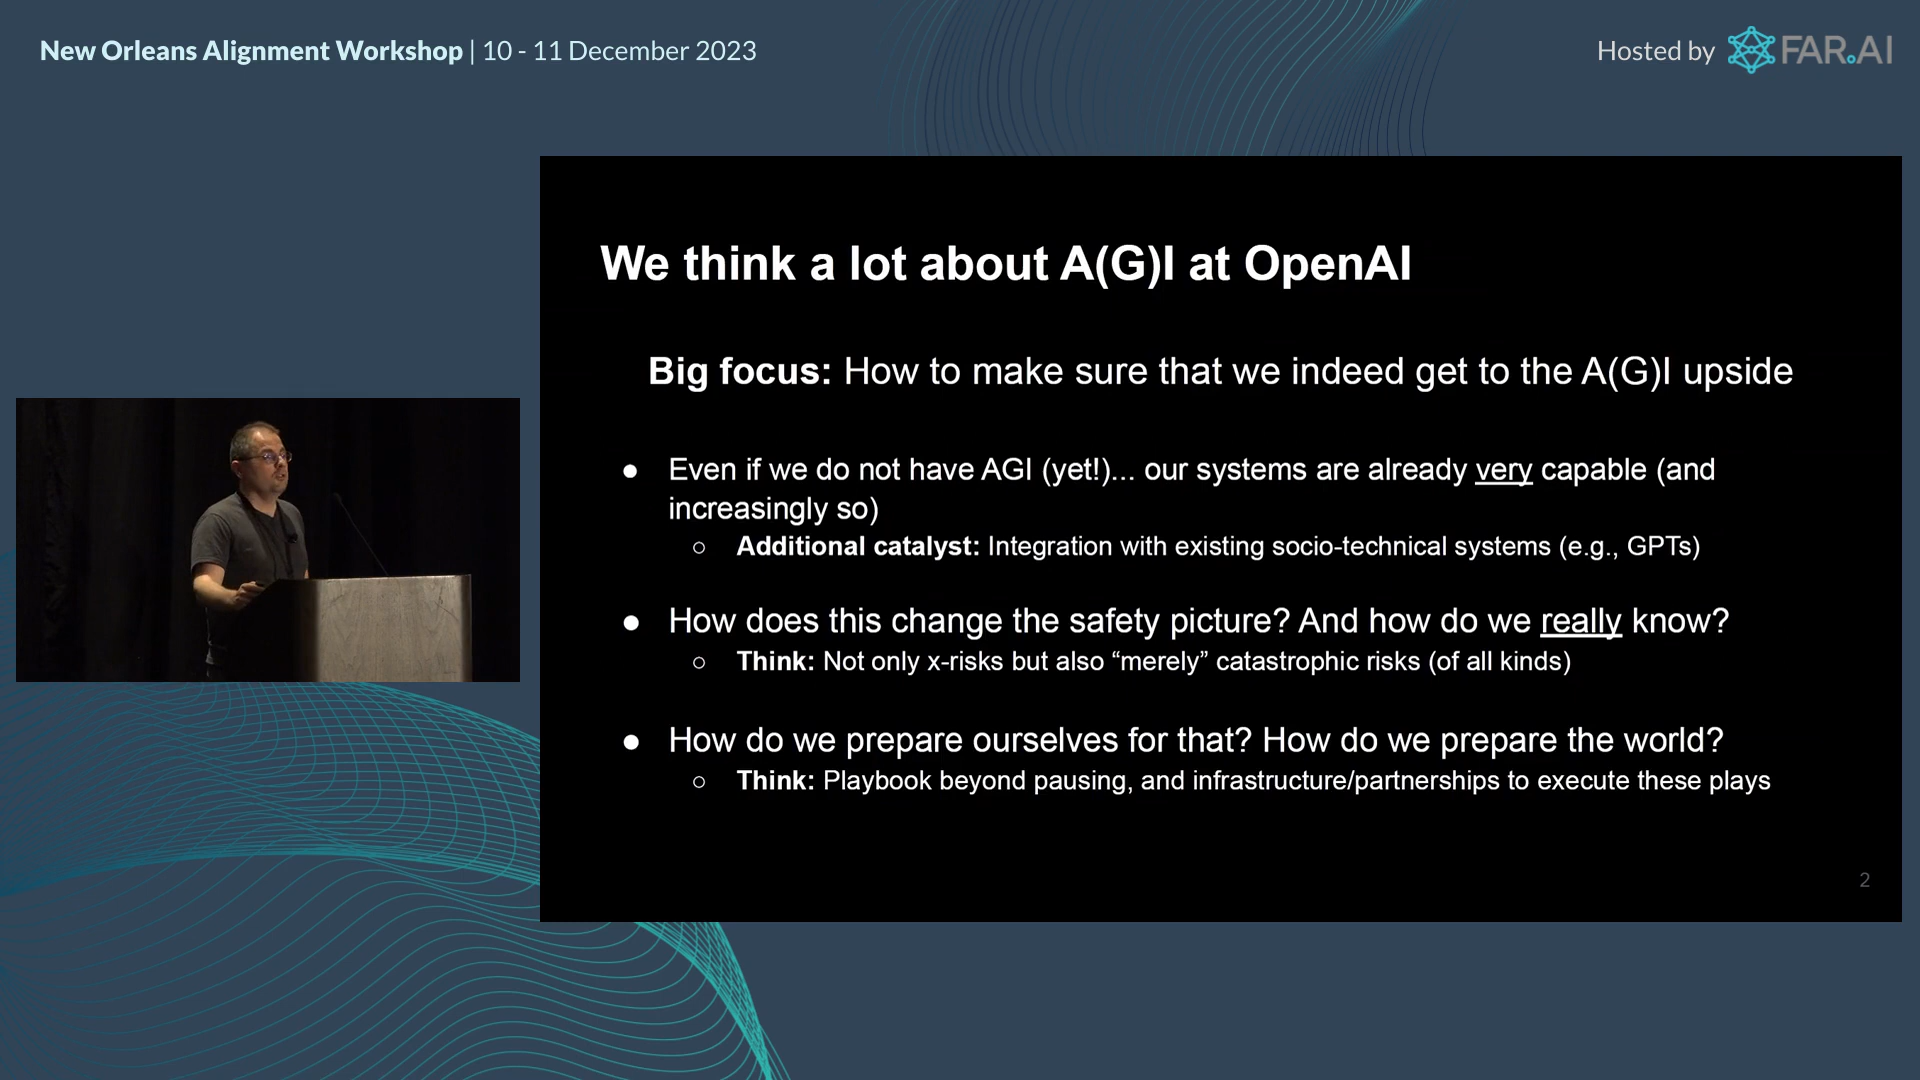 New Orleans Alignment Workshop | 10 - 11 December 2023
Hosted by FAR.AI
We think a lot about A(G)I at OpenAI
Big focus: How to make sure that we indeed get to the A(G)I upside
● Even if we do not have AGI (yet!)... our systems are already very capable (and
increasingly so)
○ Additional catalyst: Integration with existing socio-technical systems (e.g., GPTs)
● How does this change the safety picture? And how do we really know?
○ Think: Not only x-risks but also “merely” catastrophic risks (of all kinds)
● How do we prepare ourselves for that? How do we prepare the world?
○ Think: Playbook beyond pausing, and infrastructure/partnerships to execute these plays
2